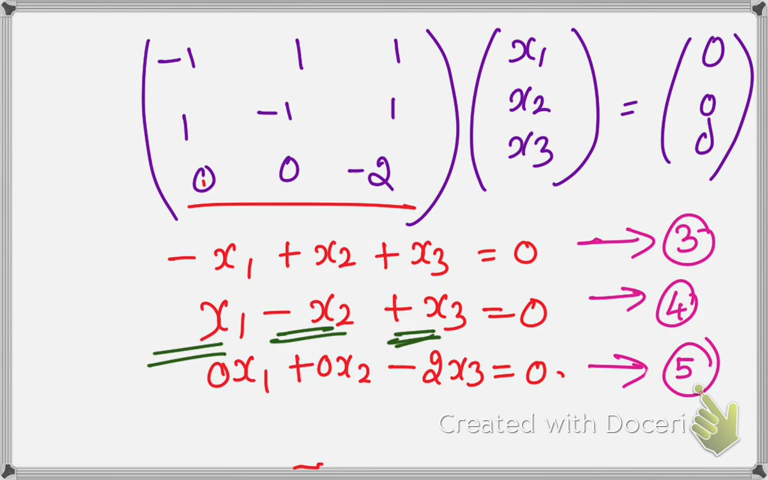 -1 1 1 x1 0
1 -1 1 x2 = 0
0 0 -2 x3 0
- x1 + x2 + x3 = 0 → 3
x1 - x2 + x3 = 0 → 4
0x1 + 0x2 - 2x3 = 0. → 5
Created with Doceri